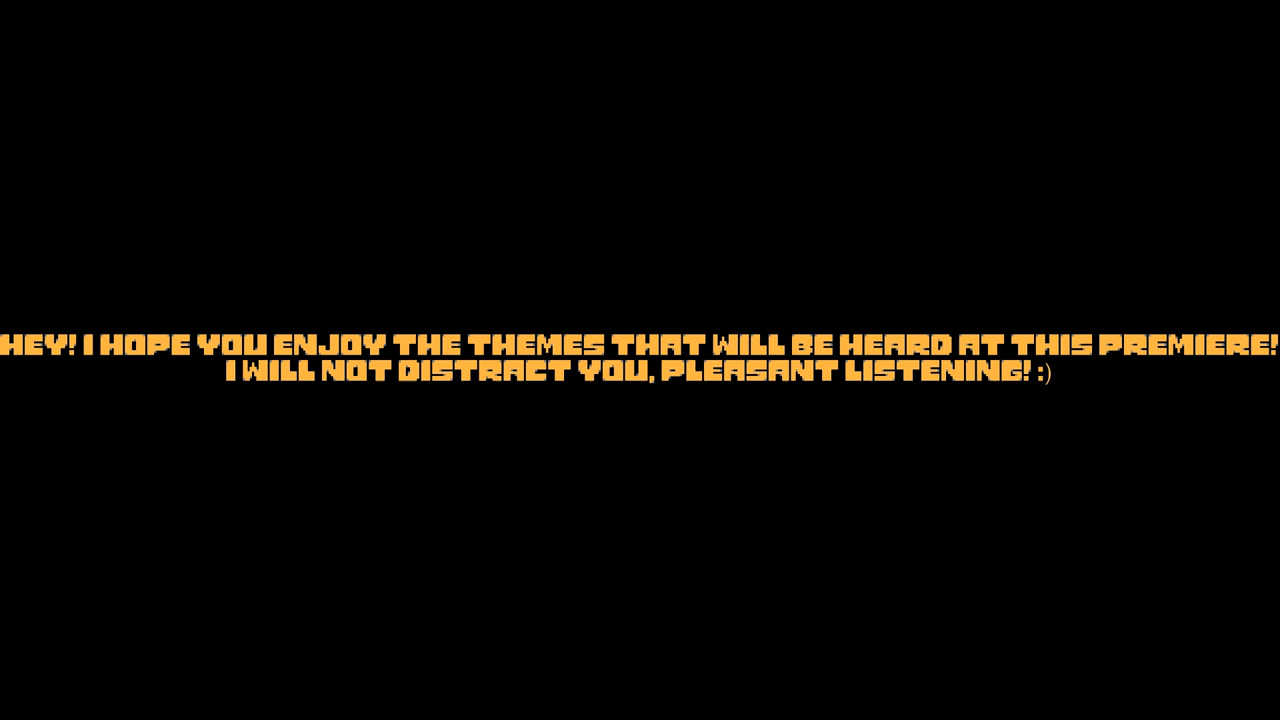 HEY! I HOPE YOU ENJOY THE THEMES THAT WILL BE HEARD AT THIS PREMIERE!
I WILL NOT DISTRACT YOU, PLEASANT LISTENING! :)